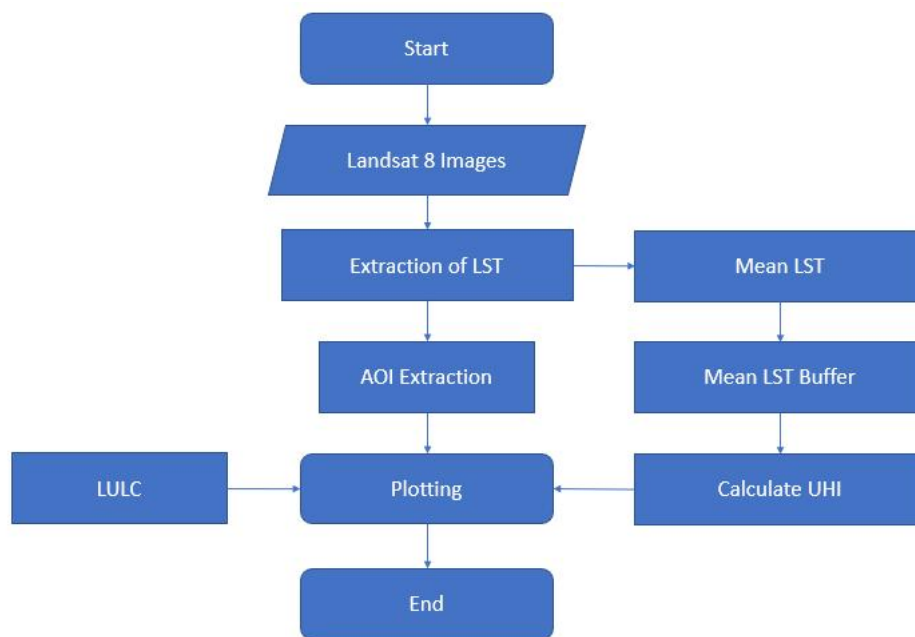 Start
Landsat 8 Images
Extraction of LST
Mean LST
AOI Extraction
Mean LST Buffer
LULC
Plotting
Calculate UHI
End